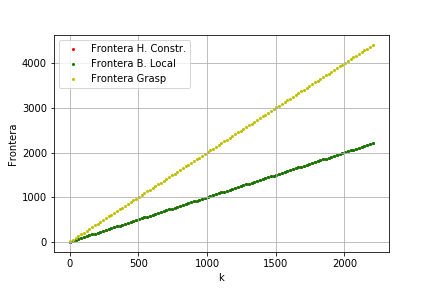 Frontera H. Constr.
Frontera B. Local
Frontera Grasp
4000
3000
2000
1000
0
Frontera
0 500 1000 1500 2000
k